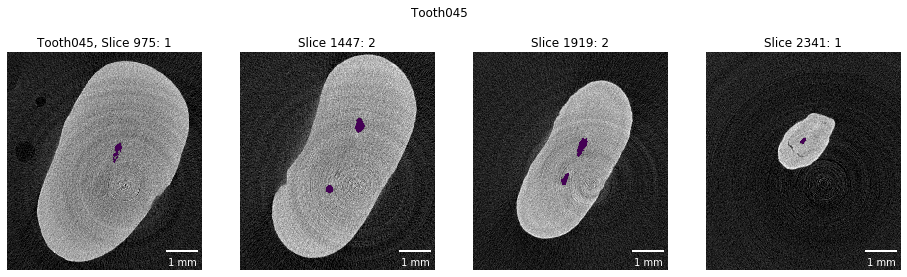 Tooth045
Tooth045, Slice 975: 1
Slice 1447: 2
Slice 1919: 2
Slice 2341: 1
1 mm
1 mm
1 mm
1 mm